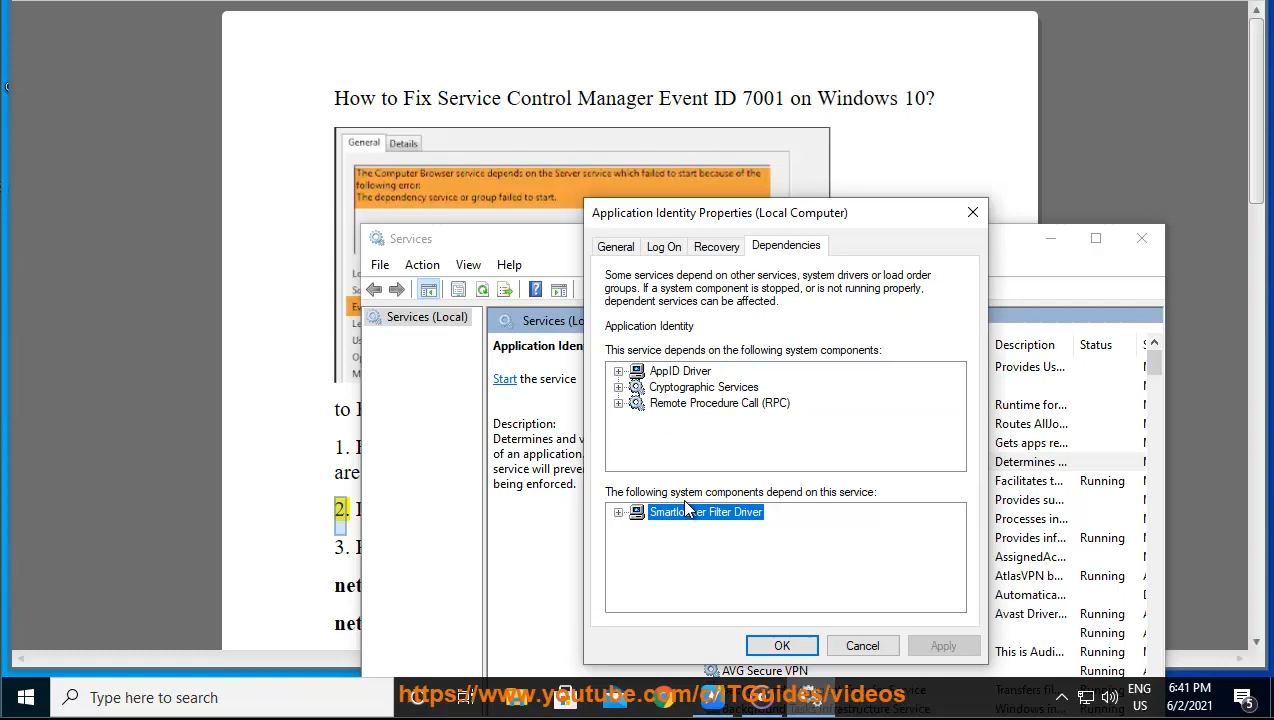 How to Fix Service Control Manager Event ID 7001 on Windows 10?
General Details
The Computer Browser service depends on the Server service which failed to start because of the
following error:
The dependency service or group failed to start.
Application Identity Properties (Local Computer)
General Log On Recovery Dependencies
Some services depend on other services, system drivers or load order
groups. If a system component is stopped, or is not running properly,
dependent services can be affected.
Application Identity
This service depends on the following system components:
AppID Driver
Cryptographic Services
Remote Procedure Call (RPC)
The following system components depend on this service:
Smartlocker Filter Driver
OK Cancel Apply
Services
File Action View Help
Services (Local)
Services (Lo
Application Iden
Start the service
Description:
Determines and v
of an application.
service will preve
being enforced.
Description Status
Provides Us...
Runtime for...
Routes AllJo...
Gets apps re...
Determines ...
Facilitates t... Running
Provides su...
Processes in...
Provides inf... Running
AssignedAc...
AtlasVPN b... Running
Automatica...
Avast Driver... Running
Running
This is Audi... Running
AVG Secure VPN Running
Transfers fil... Running
Background Tasks Infrastructure Service Windows in... Running
to
1.
are
2.
3.
net
net
https://www.youtube.com/c/ITGuides/videos
Type here to search
ENG
US
6:41 PM
6/2/2021
5